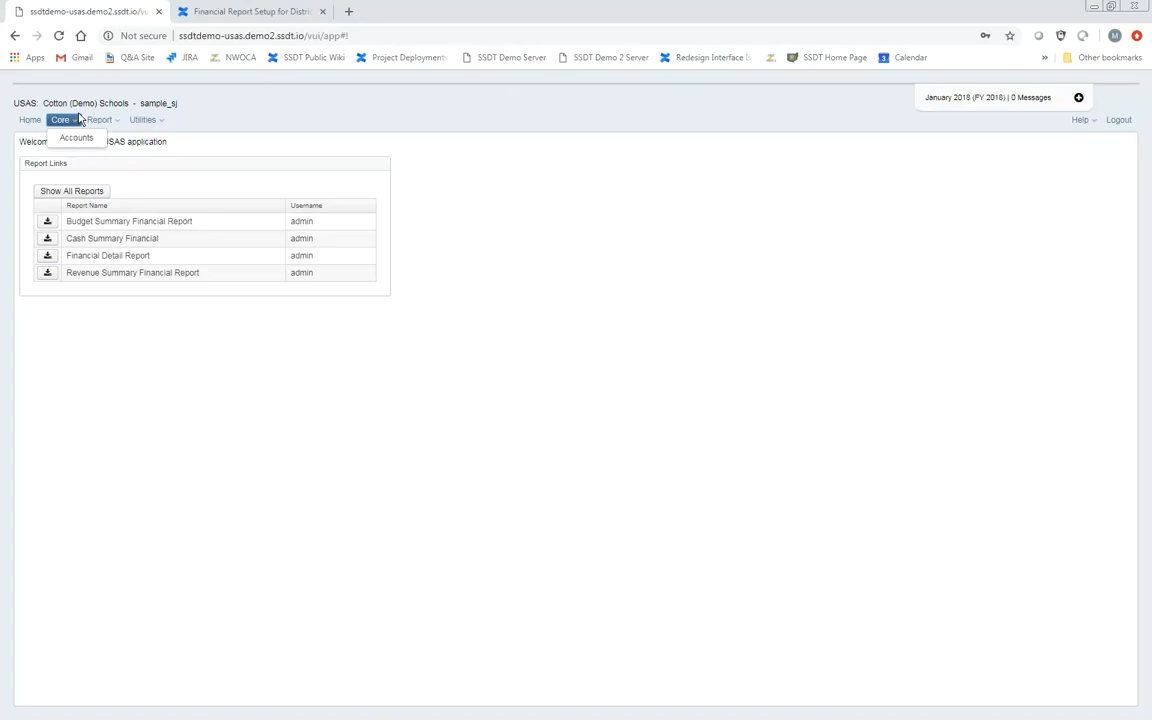 ssdtdemo-usas.demo2.ssdt.io/vu
Financial Report Setup for Distric
Not secure
ssdtdemo-usas.demo2.ssdt.io/vui/app#!
M
Apps
Gmail
Q&A Site
JIRA
NWOCA
SSDT Public Wiki
Project Deployments
SSDT Demo Server
SSDT Demo 2 Server
Redesign Interface
SSDT Home Page
3
Calendar
»
Other bookmarks
USAS: Cotton (Demo) Schools - sample_sj
January 2018 (FY 2018) | 0 Messages
Home
Core
Report
Utilities
Help
Logout
Accounts
Welcom
USAS application
Report Links
Show All Reports
Report Name
Username
Budget Summary Financial Report
admin
Cash Summary Financial
admin
Financial Detail Report
admin
Revenue Summary Financial Report
admin